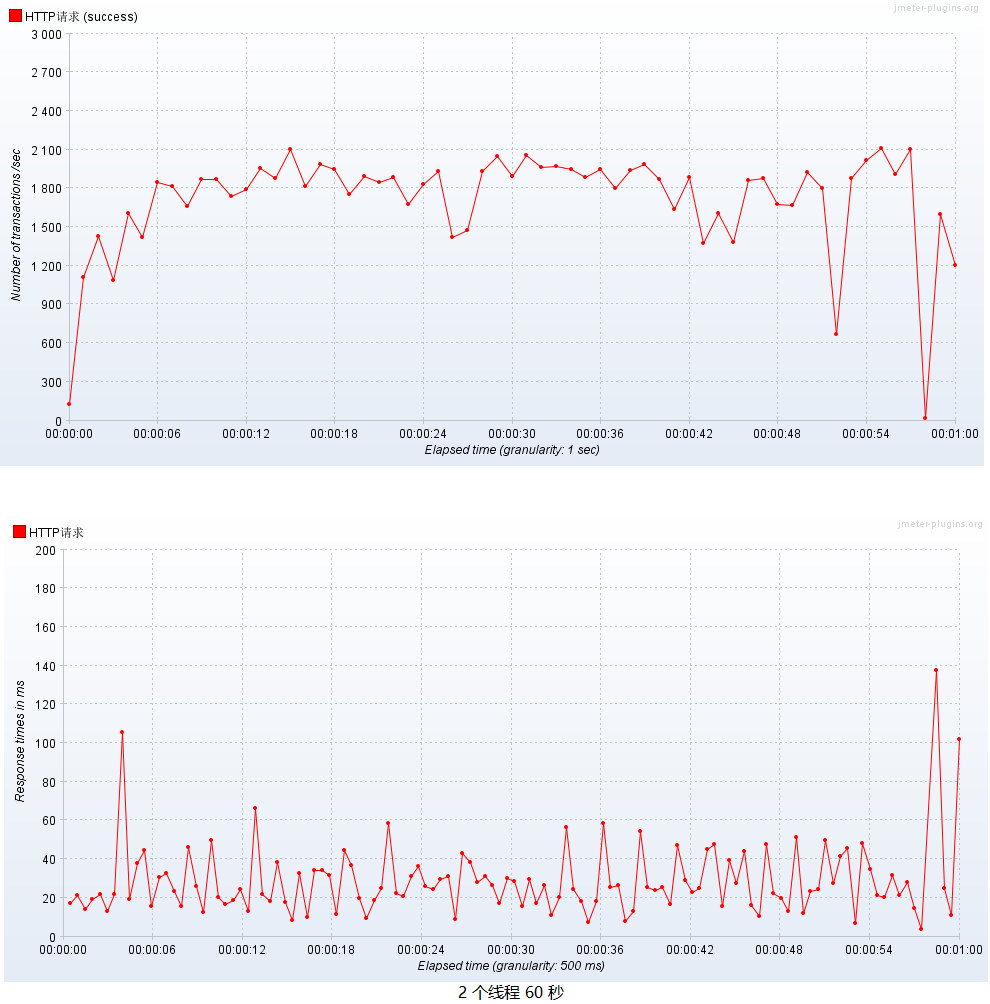 HTTP请求 (success)
jmeter-plugins.org
3 000
2 700
2 400
2 100
1 800
1 500
1 200
900
600
300
0
Number of transactions /sec
00:00:00 00:00:06 00:00:12 00:00:18 00:00:24 00:00:30 00:00:36 00:00:42 00:00:48 00:00:54 00:01:00
Elapsed time (granularity: 1 sec)
HTTP请求
jmeter-plugins.org
200
180
160
140
120
100
80
60
40
20
0
Response times in ms
00:00:00 00:00:06 00:00:12 00:00:18 00:00:24 00:00:30 00:00:36 00:00:42 00:00:48 00:00:54 00:01:00
Elapsed time (granularity: 500 ms)
2 个线程 60 秒